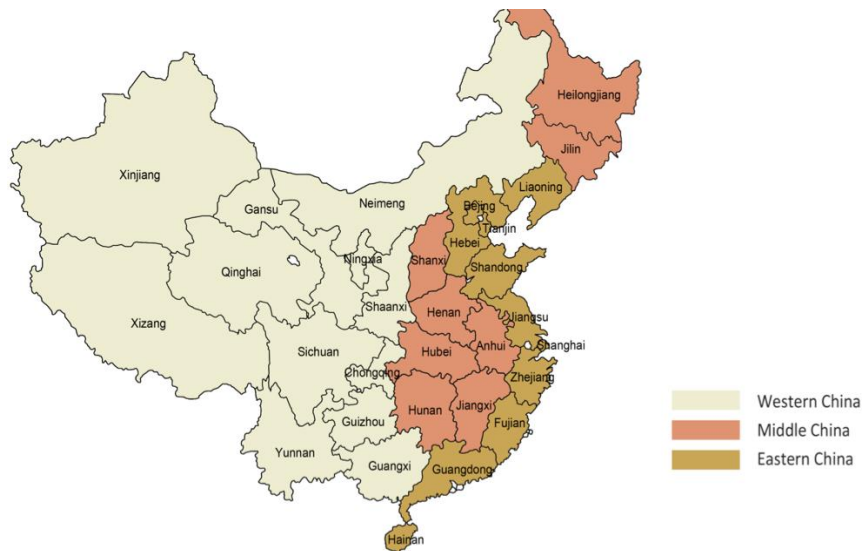 Heilongjiang
Jilin
Xinjiang
Liaoning
Gansu
Neimeng
Beijing
Tianjin
Hebei
Ningxia
Shanxi
Shandong
Qinghai
Shaanxi
Henan
Jiangsu
Xizang
Sichuan
Hubei
Anhui
Shanghai
Chongqing
Zhejiang
Hunan
Jiangxi
Guizhou
Fujian
Yunnan
Guangxi
Guangdong
Hainan
Western China
Middle China
Eastern China